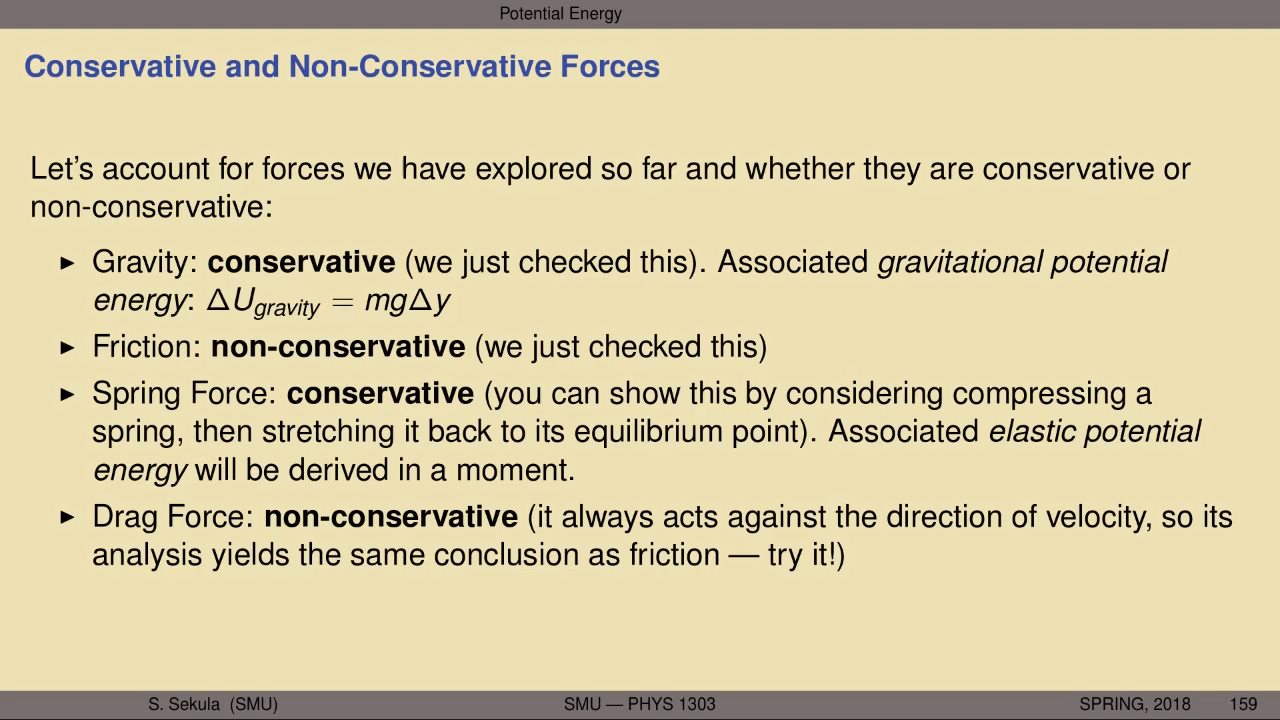 Potential Energy
Conservative and Non-Conservative Forces
Let's account for forces we have explored so far and whether they are conservative or
non-conservative:
▶ Gravity: conservative (we just checked this). Associated gravitational potential
energy: ΔU_gravity = mgΔy
▶ Friction: non-conservative (we just checked this)
▶ Spring Force: conservative (you can show this by considering compressing a
spring, then stretching it back to its equilibrium point). Associated elastic potential
energy will be derived in a moment.
▶ Drag Force: non-conservative (it always acts against the direction of velocity, so its
analysis yields the same conclusion as friction — try it!)
S. Sekula (SMU) SMU — PHYS 1303 SPRING, 2018 159